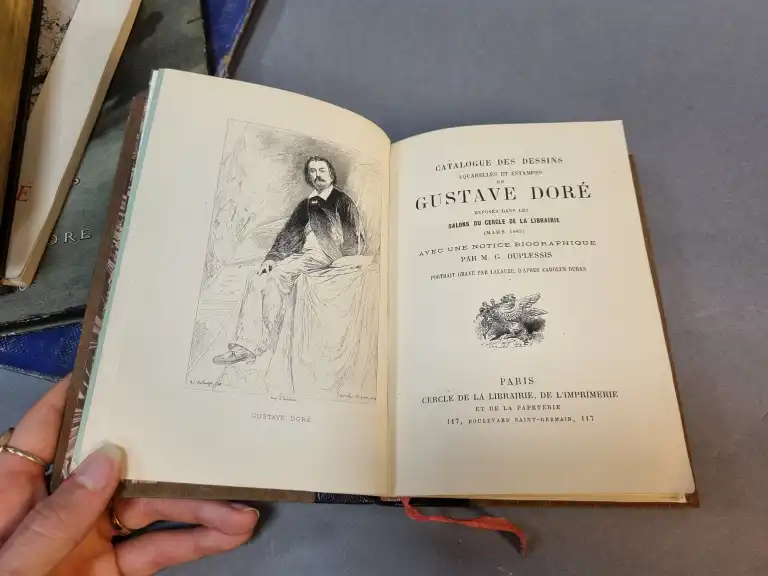 E
ORÉ
GUSTAVE DORÉ
CATALOGUE DES DESSINS
AQUARELLES ET ESTAMPES
DE
GUSTAVE DORÉ
EXPOSÉS DANS LES
SALONS DU CERCLE DE LA LIBRAIRIE
(MARS 1885)
AVEC UNE NOTICE BIOGRAPHIQUE
PAR M. G. DUPLESSIS
PORTRAIT GRAVÉ PAR LALAUZE, D'APRÈS CAROLUS DURAN
PARIS
CERCLE DE LA LIBRAIRIE, DE L'IMPRIMERIE
ET DE LA PAPETERIE
117, BOULEVARD SAINT-GERMAIN, 117